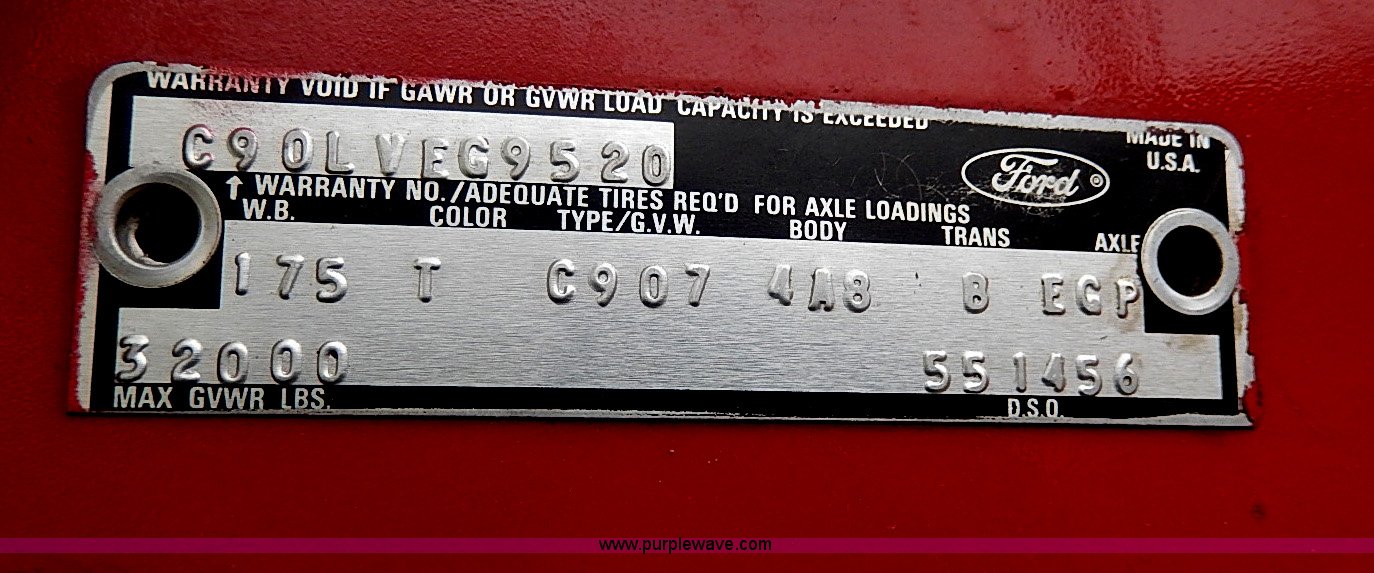 WARRANTY VOID IF GAWR OR GVWR LOAD CAPACITY IS EXCEEDED
MADE IN
U.S.A.
C90LVEG9520
Ford ®
↑ WARRANTY NO./ADEQUATE TIRES REQ'D FOR AXLE LOADINGS
W.B. COLOR TYPE/G.V.W. BODY TRANS AXLE
175 T C907 4A8 B ECP
32000 551456
MAX GVWR LBS. D.S.O.
www.purplewave.com